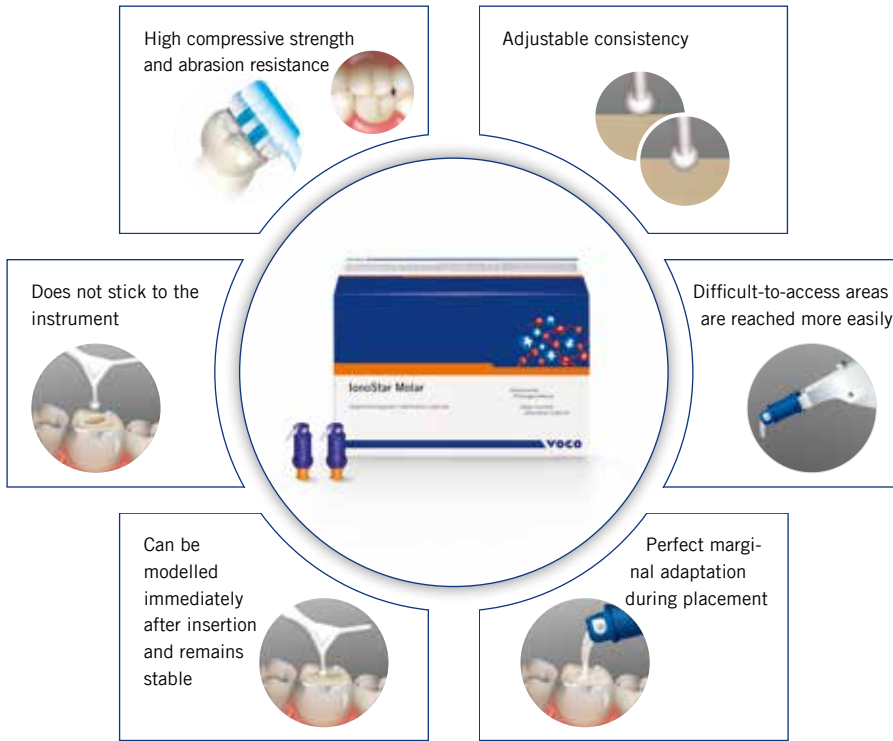 High compressive strength
and abrasion resistance
Adjustable consistency
Does not stick to the
instrument
Difficult-to-access areas
are reached more easily
IonoStar Molar
VOCO
Can be
modelled
immediately
after insertion
and remains
stable
Perfect margi-
nal adaptation
during placement